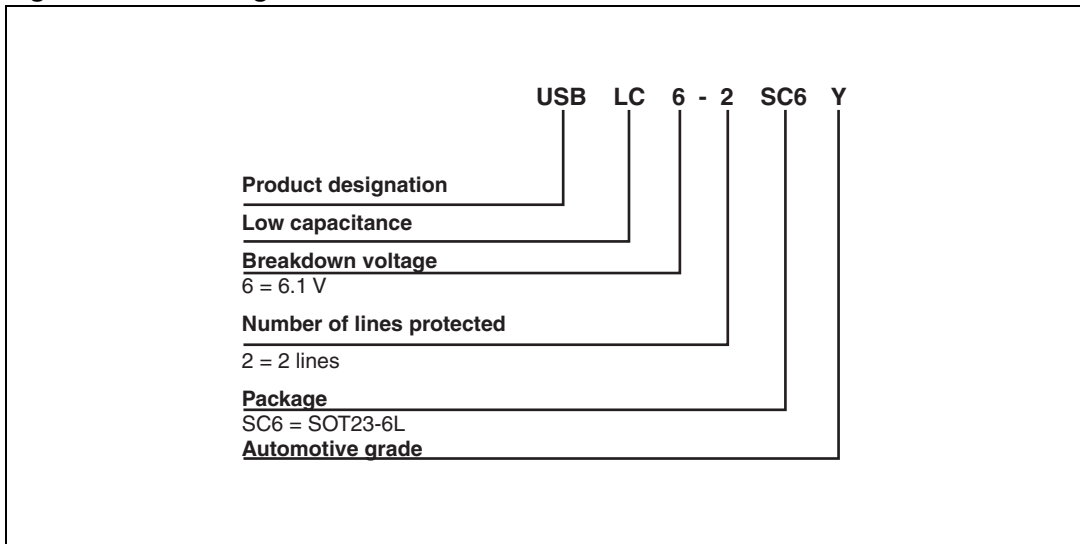 USB LC 6 - 2 SC6 Y
Product designation
Low capacitance
Breakdown voltage
6 = 6.1 V
Number of lines protected
2 = 2 lines
Package
SC6 = SOT23-6L
Automotive grade